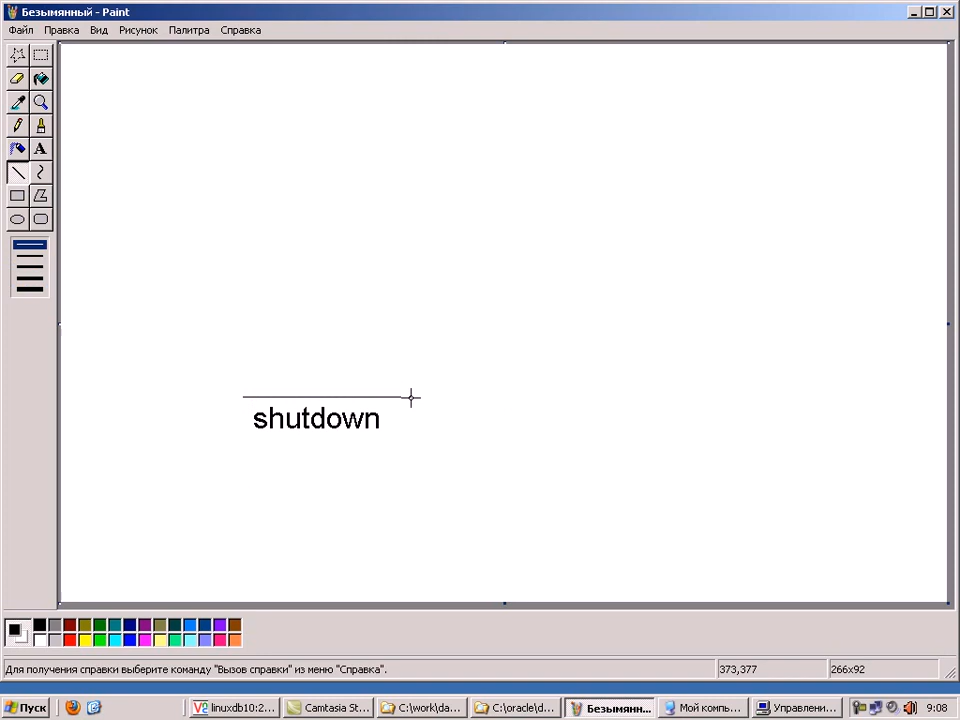 Безымянный - Paint
Файл Правка Вид Рисунок Палитра Справка
A
shutdown
Для получения справки выберите команду "Вызов справки" из меню "Справка".
373,377
266x92
Пуск
linuxdb10:2...
Camtasia St...
C:\work\da...
C:\oracle\d...
Безымянн...
Мой компь...
Управлени...
9:08